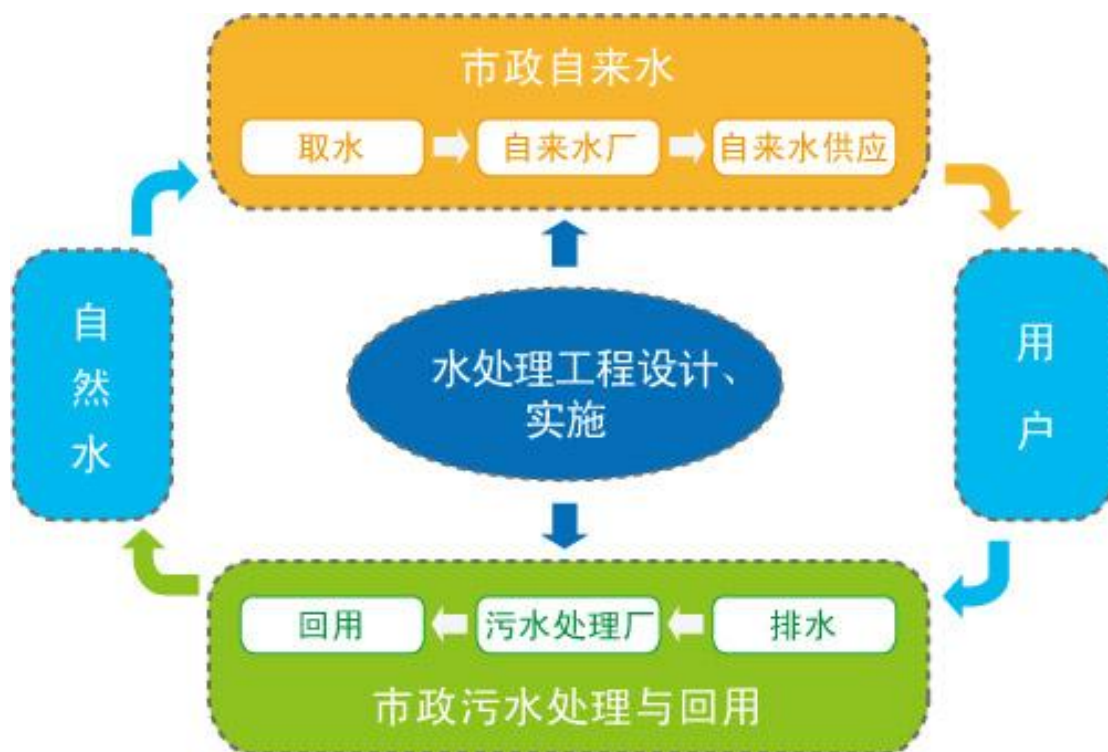 市政自来水
取水
自来水厂
自来水供应
自然水
用户
水处理工程设计、
实施
回用
污水处理厂
排水
市政污水处理与回用